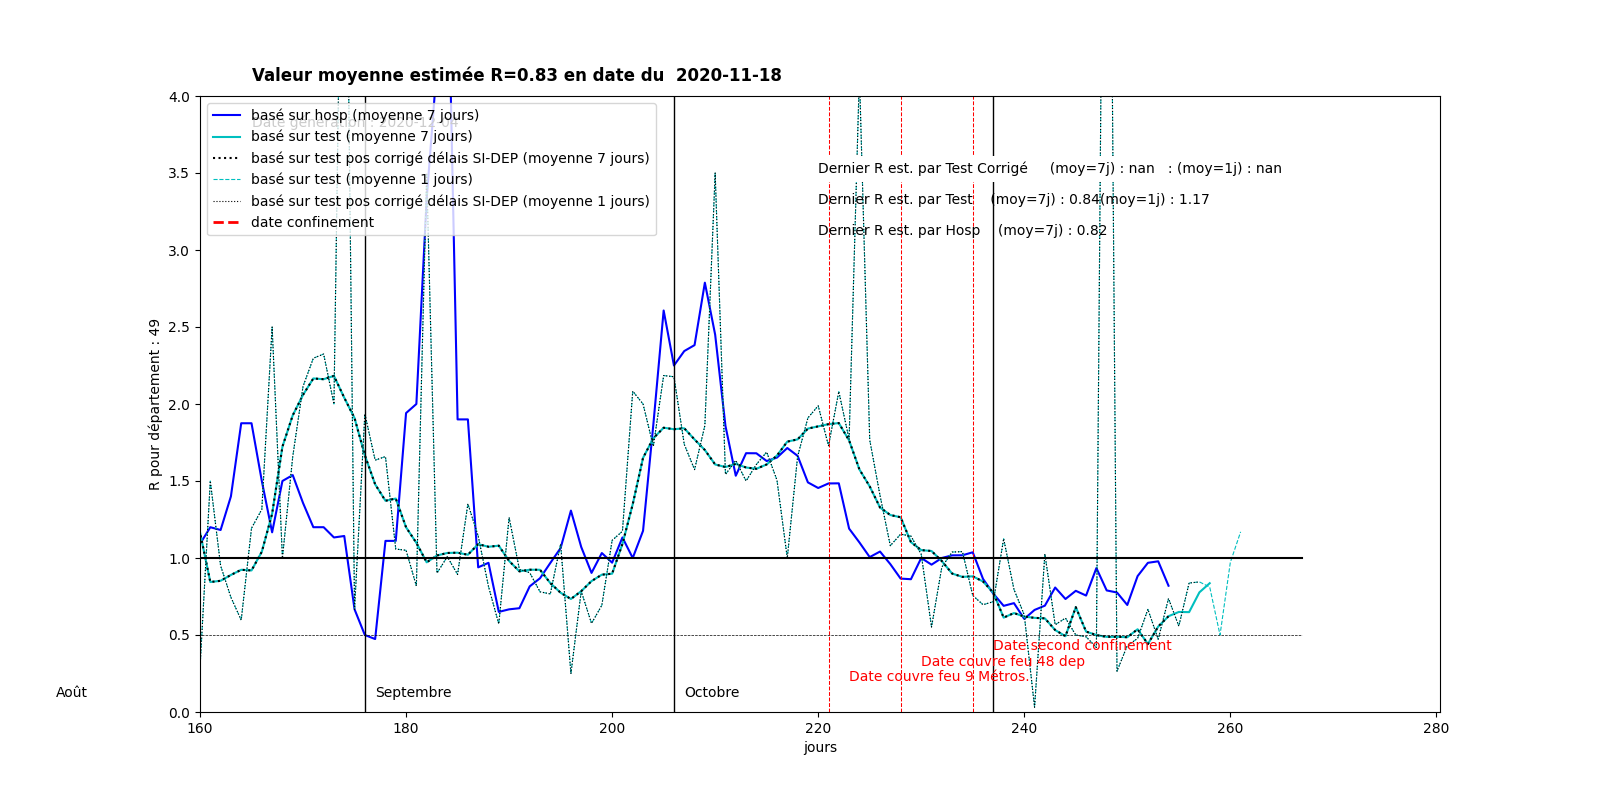 Valeur moyenne estimée R=0.83 en date du  2020-11-18
4.0
basé sur hosp (moyenne 7 jours)
Date génération : 2020-12-04
basé sur test (moyenne 7 jours)
basé sur test pos corrigé délais SI-DEP (moyenne 7 jours)
Dernier R est. par Test Corrigé     (moy=7j) : nan   : (moy=1j) : nan
3.5
basé sur test (moyenne 1 jours)
basé sur test pos corrigé délais SI-DEP (moyenne 1 jours)
Dernier R est. par Test    (moy=7j) : 0.84(moy=1j) : 1.17
date confinement
Dernier R est. par Hosp    (moy=7j) : 0.82
3.0
2.5
2.0
R pour département : 49
1.5
1.0
0.5
Date second confinement
Date couvre feu 48 dep
Date couvre feu 9 Métros.
Août
Septembre
Octobre
0.0
160 180 200 220 240 260 280
jours